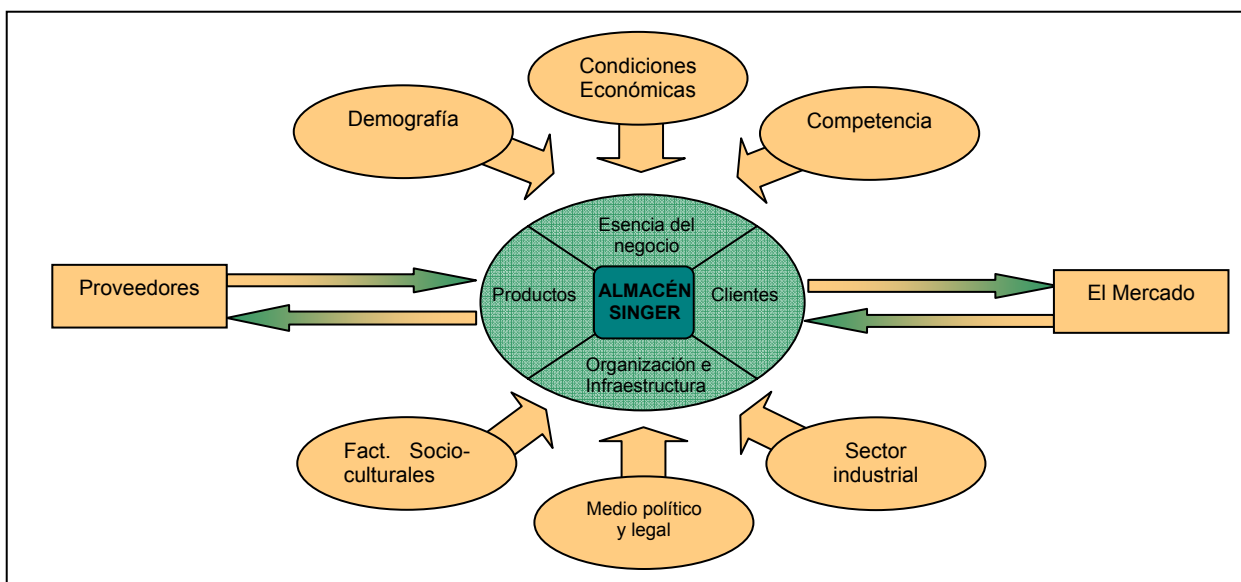 Condiciones
Económicas
Demografía
Competencia
Esencia del
negocio
Proveedores
Productos
ALMACÉN
SINGER
Clientes
El Mercado
Organización e
Infraestructura
Fact. Socio-
culturales
Medio político
y legal
Sector
industrial